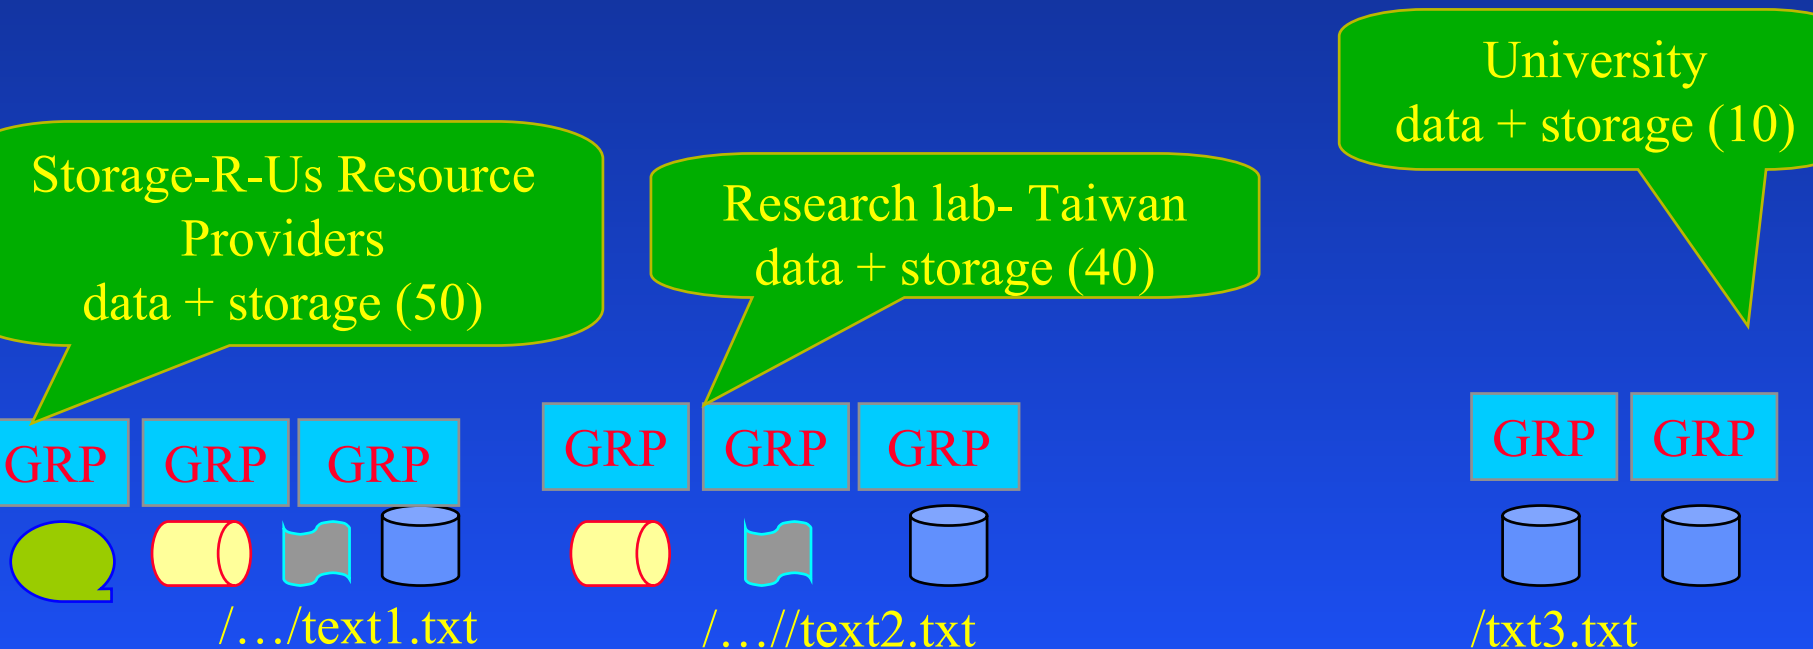 University
data + storage (10)
Storage-R-Us Resource
Providers
data + storage (50)
Research lab- Taiwan
data + storage (40)
GRP GRP GRP
GRP GRP GRP
GRP GRP
/…/text1.txt
/…//text2.txt
/txt3.txt